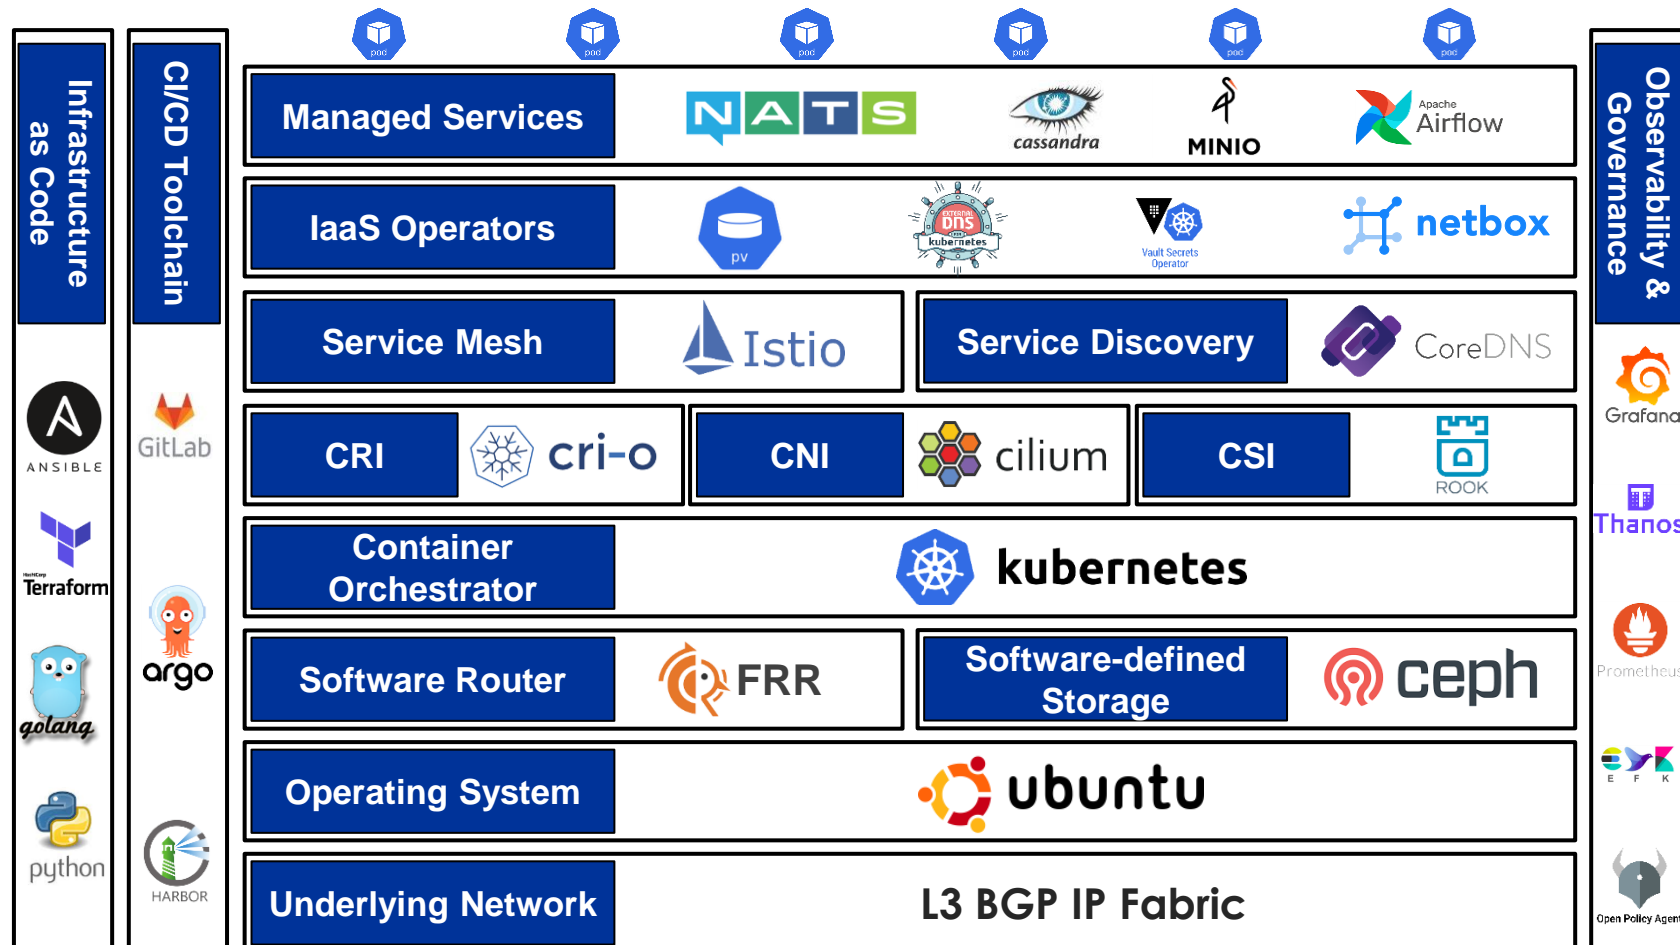 pod
pod
pod
pod
pod
pod
Infrastructure
as Code
ANSIBLE
HashiCorp
Terraform
golang
python
CI/CD Toolchain
GitLab
argo
HARBOR
Managed Services
NATS
cassandra
MINIO
Apache
Airflow
IaaS Operators
pv
EXTERNAL
DNS
FOR
kubernetes
Vault Secrets
Operator
netbox
Service Mesh
Istio
Service Discovery
CoreDNS
CRI
cri-o
CNI
cilium
CSI
ROOK
Container
Orchestrator
kubernetes
Software Router
FRR
Software-defined
Storage
ceph
Operating System
ubuntu
Underlying Network
L3 BGP IP Fabric
Observability &
Governance
Grafana
Thanos
Prometheus
E F K
Open Policy Agent